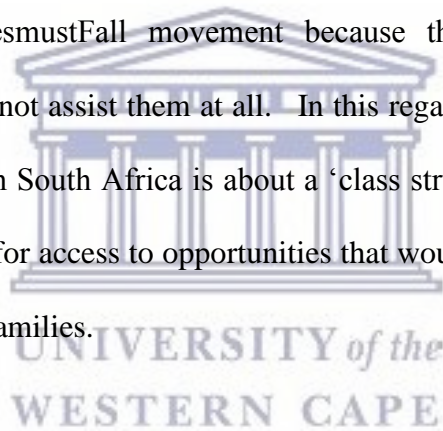 esmustFall movement because th
not assist them at all. In this rega
n South Africa is about a 'class str
for access to opportunities that wou
amilies.
UNIVERSITY of the
WESTERN CAPE